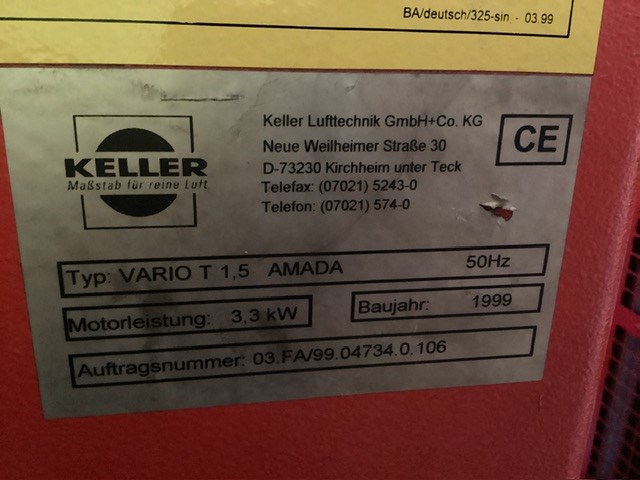 BA/deutsch/325-sin - 03.99
KELLER
Maßstab für reine Luft
Keller Lufttechnik GmbH+Co. KG
Neue Weilheimer Straße 30
D-73230 Kirchheim unter Teck
Telefax: (07021) 5243-0
Telefon: (07021) 574-0
CE
Typ: VARIO T 1,5 AMADA 50Hz
Motorleistung: 3,3 kW Baujahr: 1999
Auftragsnummer: 03.FA/99.04734.0.106